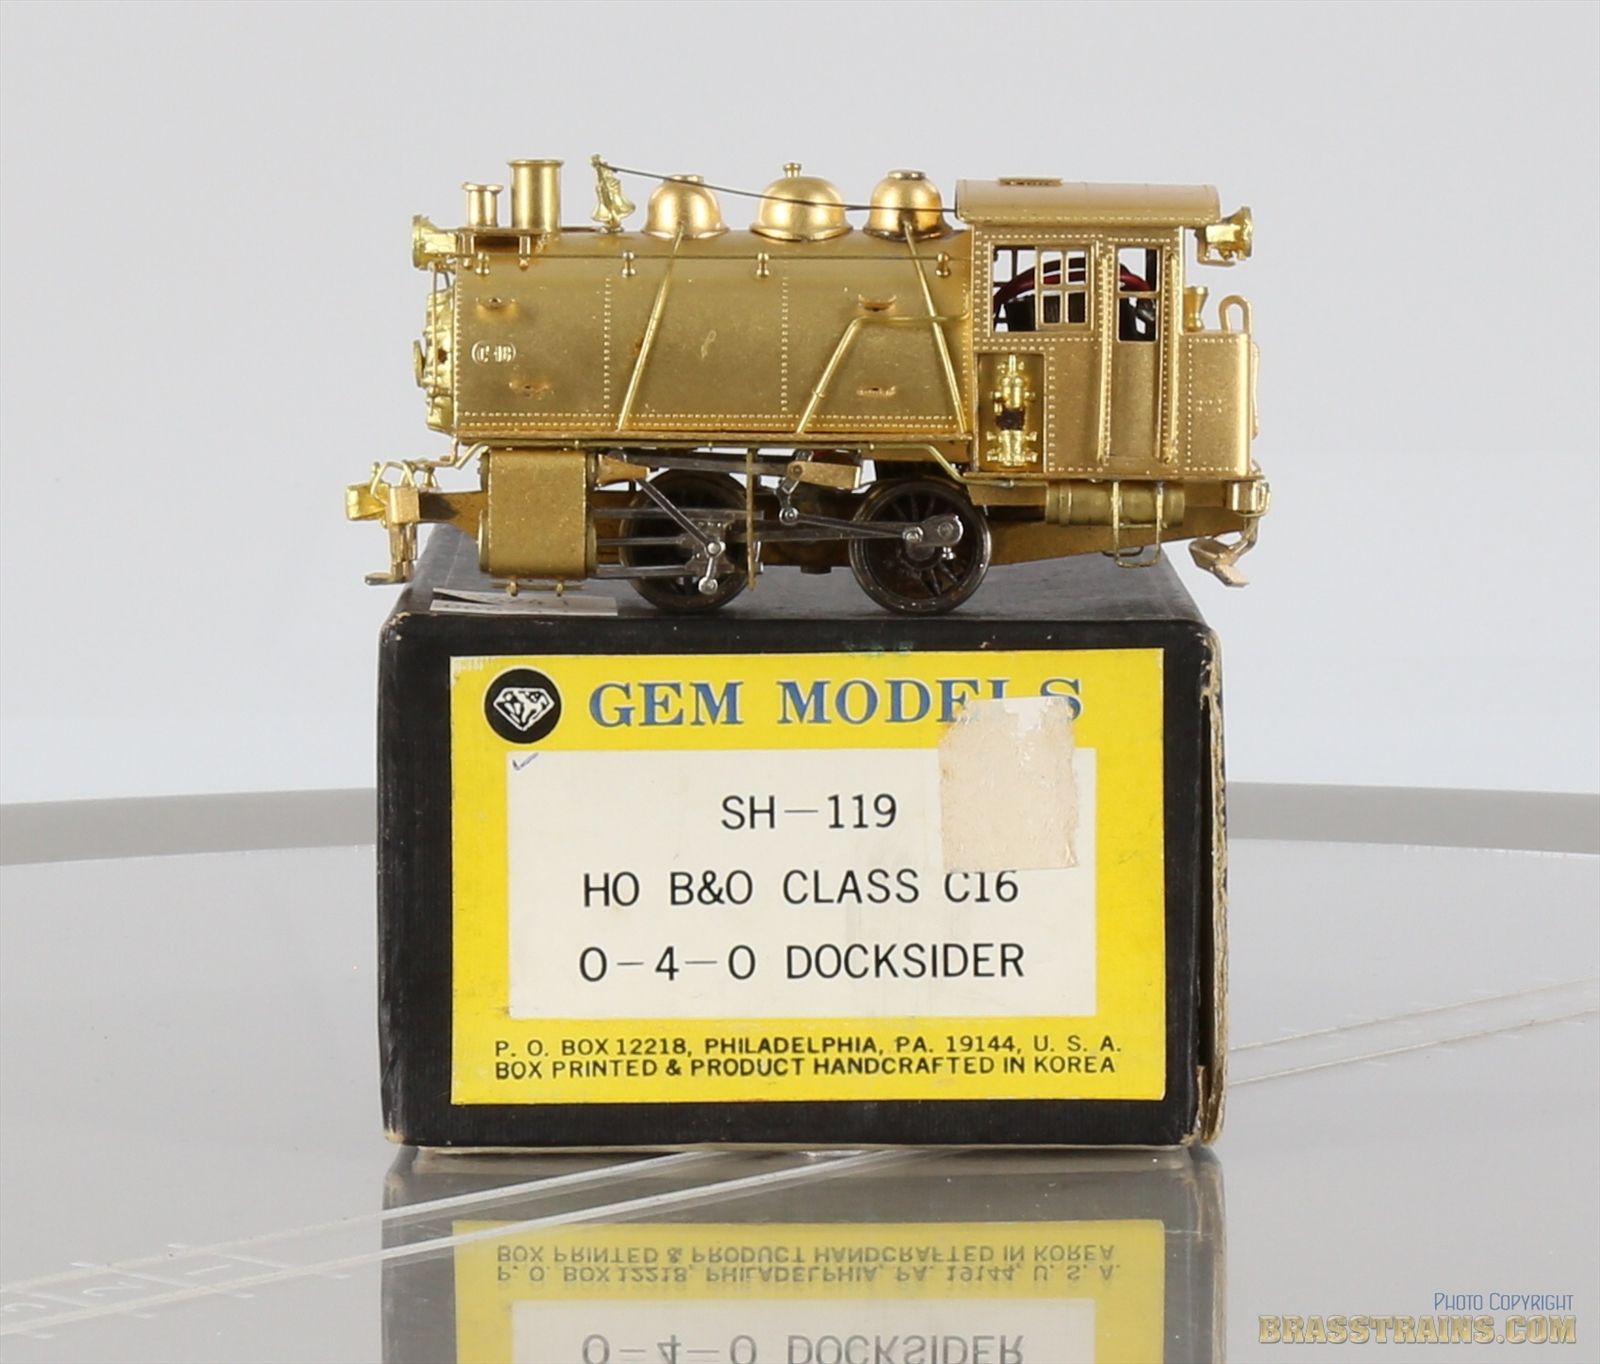 (C-16)
GEM MODELS
SH-119
HO B&O CLASS C16
0-4-0 DOCKSIDER
P. O. BOX 12218, PHILADELPHIA, PA. 19144, U. S. A.
BOX PRINTED & PRODUCT HANDCRAFTED IN KOREA
PHOTO COPYRIGHT
BRASSTRAINS.COM